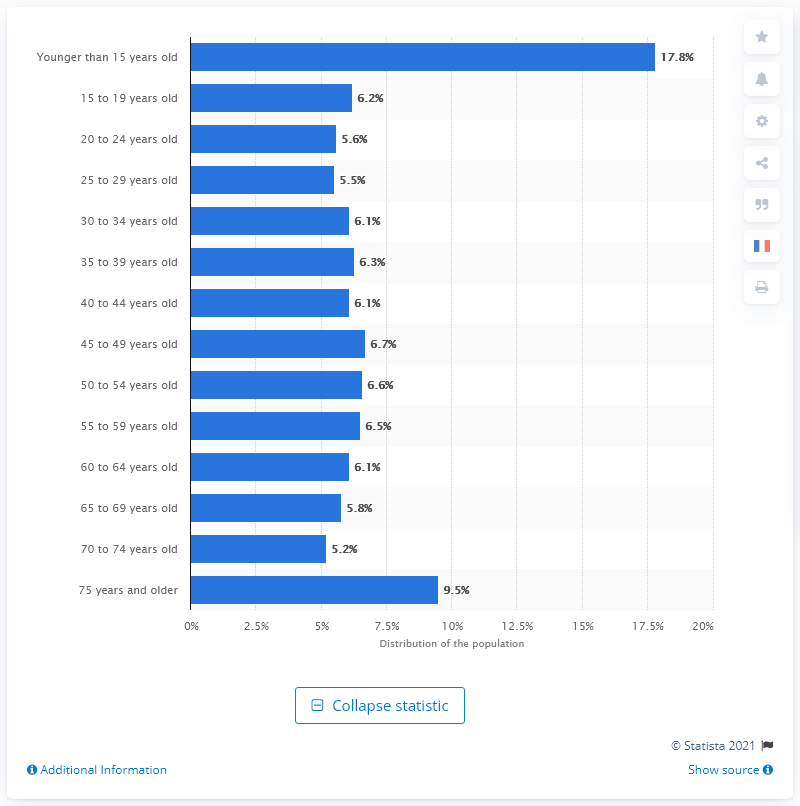 Younger than 15 years old 17.8%
15 to 19 years old 6.2%
20 to 24 years old 5.6%
25 to 29 years old 5.5%
30 to 34 years old 6.1%
35 to 39 years old 6.3%
40 to 44 years old 6.1%
45 to 49 years old 6.7%
50 to 54 years old 6.6%
55 to 59 years old 6.5%
60 to 64 years old 6.1%
65 to 69 years old 5.8%
70 to 74 years old 5.2%
75 years and older 9.5%
0% 2.5% 5% 7.5% 10% 12.5% 15% 17.5% 20%
Distribution of the population
Collapse statistic
© Statista 2021
Additional Information Show source